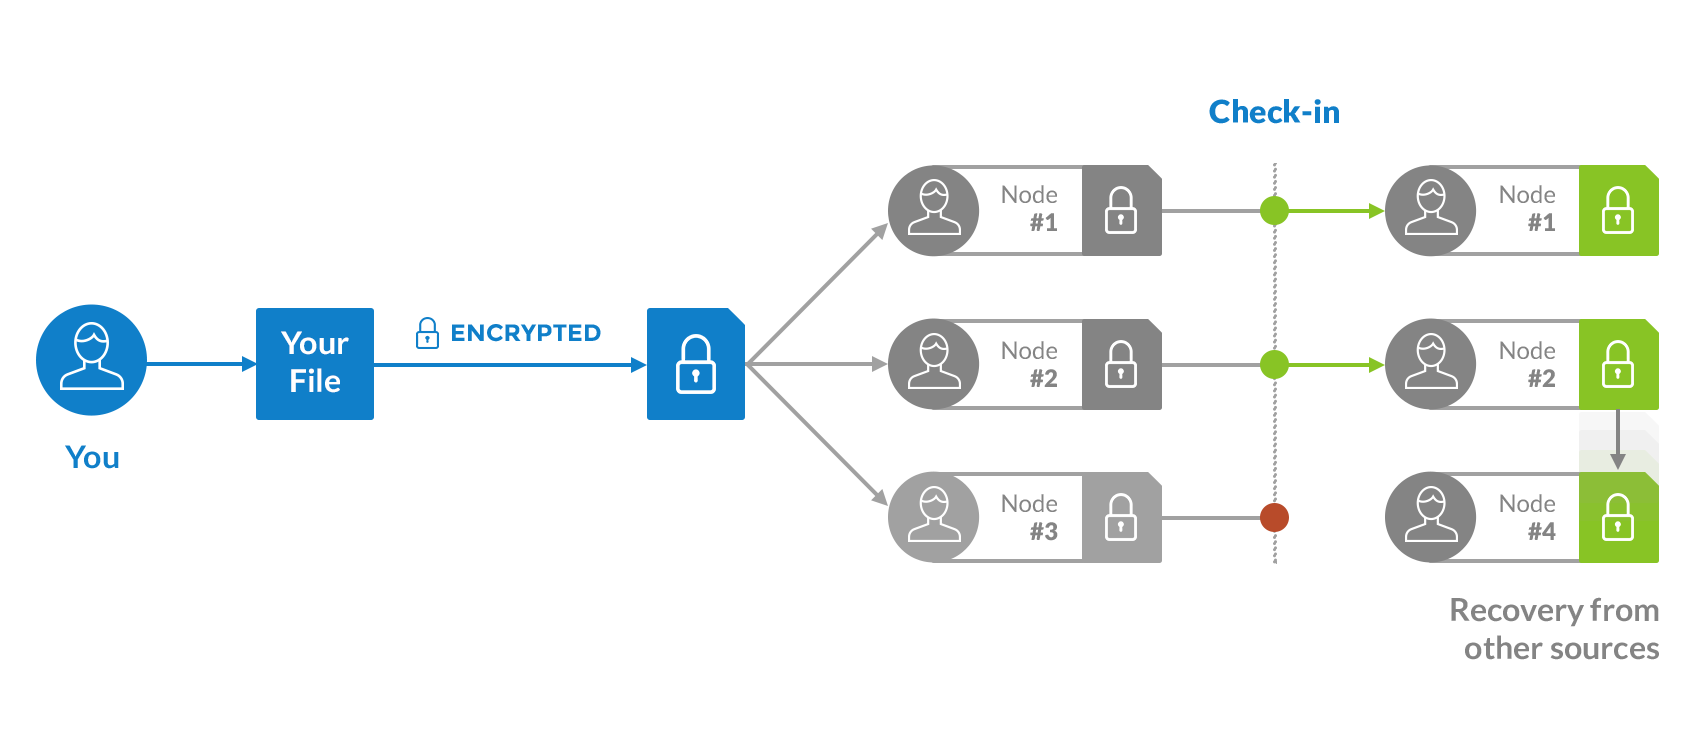 Check-in
Node
#1
Node
#1
Your
File
ENCRYPTED
Node
#2
Node
#2
You
Node
#3
Node
#4
Recovery from
other sources